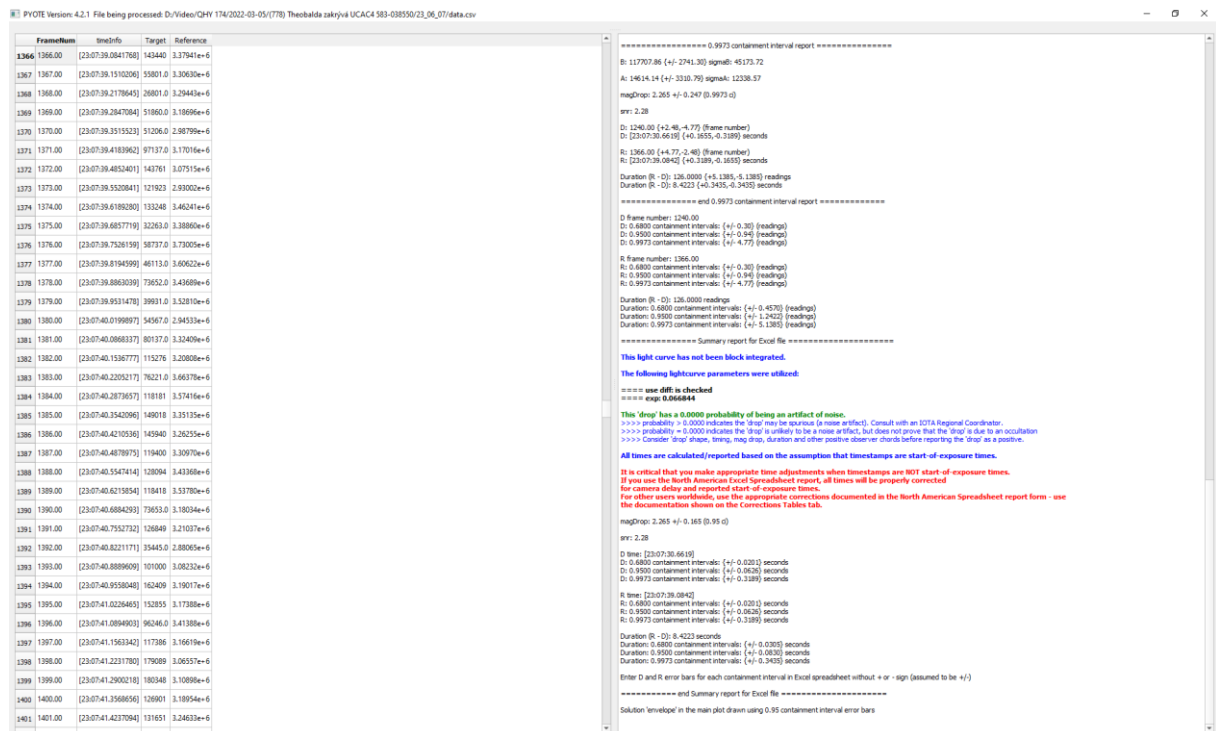 PYOTE Version: 4.2.1 File being processed: D:/Video/QHY 174/2022-03-05/(778) Theobalda zakrývá UCAC4 583-038550/23_06_07/data.csv
FrameNum timeInfo Target Reference
1366 1366.00 [23:07:39.0841768] 143440 3.37941e+6
1367 1367.00 [23:07:39.1510206] 55801.0 3.30630e+6
1368 1368.00 [23:07:39.2178645] 26801.0 3.29443e+6
1369 1369.00 [23:07:39.2847084] 51860.0 3.18696e+6
1370 1370.00 [23:07:39.3515523] 51206.0 2.98799e+6
1371 1371.00 [23:07:39.4183962] 97137.0 3.17016e+6
1372 1372.00 [23:07:39.4852401] 143761 3.07515e+6
1373 1373.00 [23:07:39.5520841] 121923 2.93002e+6
1374 1374.00 [23:07:39.6189280] 133248 3.46241e+6
1375 1375.00 [23:07:39.6857719] 32263.0 3.38860e+6
1376 1376.00 [23:07:39.7526159] 58737.0 3.73005e+6
1377 1377.00 [23:07:39.8194599] 46113.0 3.60622e+6
1378 1378.00 [23:07:39.8863039] 73652.0 3.43689e+6
1379 1379.00 [23:07:39.9531478] 39931.0 3.52810e+6
1380 1380.00 [23:07:40.0199897] 54567.0 2.94533e+6
1381 1381.00 [23:07:40.0868337] 80137.0 3.32409e+6
1382 1382.00 [23:07:40.1536777] 115276 3.20808e+6
1383 1383.00 [23:07:40.2205217] 76221.0 3.66378e+6
1384 1384.00 [23:07:40.2873657] 118181 3.57416e+6
1385 1385.00 [23:07:40.3542096] 149018 3.35135e+6
1386 1386.00 [23:07:40.4210536] 145940 3.26255e+6
1387 1387.00 [23:07:40.4878975] 119400 3.30970e+6
1388 1388.00 [23:07:40.5547414] 128094 3.43368e+6
1389 1389.00 [23:07:40.6215854] 118418 3.53780e+6
1390 1390.00 [23:07:40.6884293] 73653.0 3.18034e+6
1391 1391.00 [23:07:40.7552732] 126849 3.21037e+6
1392 1392.00 [23:07:40.8221171] 35445.0 2.88065e+6
1393 1393.00 [23:07:40.8889609] 101000 3.08232e+6
1394 1394.00 [23:07:40.9558048] 162409 3.19017e+6
1395 1395.00 [23:07:41.0226465] 152855 3.17388e+6
1396 1396.00 [23:07:41.0894903] 96246.0 3.41388e+6
1397 1397.00 [23:07:41.1563342] 117386 3.16619e+6
1398 1398.00 [23:07:41.2231780] 179089 3.06557e+6
1399 1399.00 [23:07:41.2900218] 180348 3.10898e+6
1400 1400.00 [23:07:41.3568656] 126901 3.18954e+6
1401 1401.00 [23:07:41.4237094] 131651 3.24633e+6
================= 0.9973 containment interval report ===============
B: 117707.86 {+/- 2741.30} sigmaB: 45173.72
A: 14614.14 {+/- 3310.79} sigmaA: 12338.57
magDrop: 2.265 +/- 0.247 (0.9973 ci)
snr: 2.28
D: 1240.00 {+2.48,-4.77} (frame number)
D: [23:07:30.6619] {+0.1655,-0.3189} seconds
R: 1366.00 {+4.77,-2.48} (frame number)
R: [23:07:39.0842] {+0.3189,-0.1655} seconds
Duration (R - D): 126.0000 {+5.1385,-5.1385} readings
Duration (R - D): 8.4223 {+0.3435,-0.3435} seconds
=============== end 0.9973 containment interval report =============
D frame number: 1240.00
D: 0.6800 containment intervals: {+/- 0.30} (readings)
D: 0.9500 containment intervals: {+/- 0.94} (readings)
D: 0.9973 containment intervals: {+/- 4.77} (readings)
R frame number: 1366.00
R: 0.6800 containment intervals: {+/- 0.30} (readings)
R: 0.9500 containment intervals: {+/- 0.94} (readings)
R: 0.9973 containment intervals: {+/- 4.77} (readings)
Duration (R - D): 126.0000 readings
Duration: 0.6800 containment intervals: {+/- 0.4570} (readings)
Duration: 0.9500 containment intervals: {+/- 1.2422} (readings)
Duration: 0.9973 containment intervals: {+/- 5.1385} (readings)
=============== Summary report for Excel file =====================
This light curve has not been block integrated.
The following lightcurve parameters were utilized:
==== use diff: is checked
==== exp: 0.066844
This 'drop' has a 0.0000 probability of being an artifact of noise.
>>>> probability > 0.0000 indicates the 'drop' may be spurious (a noise artifact). Consult with an IOTA Regional Coordinator.
>>>> probability = 0.0000 indicates the 'drop' is unlikely to be a noise artifact, but does not prove that the 'drop' is due to an occultation
>>>> Consider 'drop' shape, timing, mag drop, duration and other positive observer chords before reporting the 'drop' as a positive.
All times are calculated/reported based on the assumption that timestamps are start-of-exposure times.
It is critical that you make appropriate time adjustments when timestamps are NOT start-of-exposure times.
If you use the North American Excel Spreadsheet report, all times will be properly corrected
for camera delay and reported start-of-exposure times.
For other users worldwide, use the appropriate corrections documented in the North American Spreadsheet report form - use
the documentation shown on the Corrections Tables tab.
magDrop: 2.265 +/- 0.165 (0.95 ci)
snr: 2.28
D time: [23:07:30.6619]
D: 0.6800 containment intervals: {+/- 0.0201} seconds
D: 0.9500 containment intervals: {+/- 0.0626} seconds
D: 0.9973 containment intervals: {+/- 0.3189} seconds
R time: [23:07:39.0842]
R: 0.6800 containment intervals: {+/- 0.0201} seconds
R: 0.9500 containment intervals: {+/- 0.0626} seconds
R: 0.9973 containment intervals: {+/- 0.3189} seconds
Duration (R - D): 8.4223 seconds
Duration: 0.6800 containment intervals: {+/- 0.0305} seconds
Duration: 0.9500 containment intervals: {+/- 0.0830} seconds
Duration: 0.9973 containment intervals: {+/- 0.3435} seconds
Enter D and R error bars for each containment interval in Excel spreadsheet without + or - sign (assumed to be +/-)
=========== end Summary report for Excel file =====================
Solution 'envelope' in the main plot drawn using 0.95 containment interval error bars